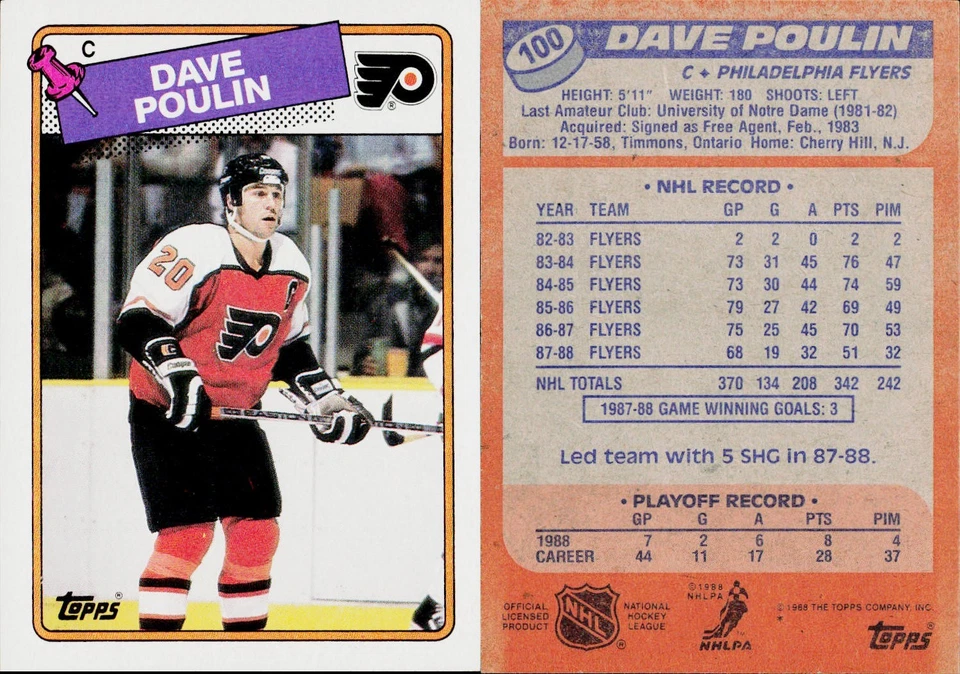 C
DAVE
POULIN
®
20
C
EASTON
Topps®
100
DAVE POULIN
C ✦ PHILADELPHIA FLYERS
HEIGHT: 5'11" WEIGHT: 180 SHOOTS: LEFT
Last Amateur Club: University of Notre Dame (1981-82)
Acquired: Signed as Free Agent, Feb., 1983
Born: 12-17-58, Timmons, Ontario Home: Cherry Hill, N.J.
• NHL RECORD •
YEAR TEAM GP G A PTS PIM
82-83 FLYERS 2 2 0 2 2
83-84 FLYERS 73 31 45 76 47
84-85 FLYERS 73 30 44 74 59
85-86 FLYERS 79 27 42 69 49
86-87 FLYERS 75 25 45 70 53
87-88 FLYERS 68 19 32 51 32
NHL TOTALS 370 134 208 342 242
1987-88 GAME WINNING GOALS: 3
Led team with 5 SHG in 87-88.
• PLAYOFF RECORD •
GP G A PTS PIM
1988 7 2 6 8 4
CAREER 44 11 17 28 37
OFFICIAL LICENSED PRODUCT
NHL ®
NATIONAL HOCKEY LEAGUE
©1988 NHLPA
NHLPA
©1988 THE TOPPS COMPANY, INC.
Topps®